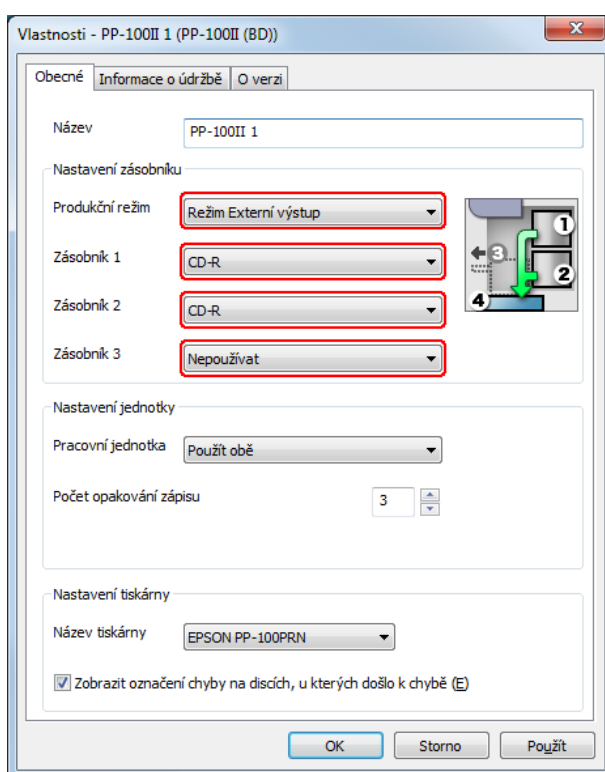 Vlastnosti - PP-100II 1 (PP-100II (BD))
x
Obecné Informace o údržbě O verzi
Název PP-100II 1
Nastavení zásobníku
Produkční režim Režim Externí výstup
Zásobník 1 CD-R
Zásobník 2 CD-R
Zásobník 3 Nepoužívat
1
3
2
4
Nastavení jednotky
Pracovní jednotka Použít obě
Počet opakování zápisu 3
Nastavení tiskárny
Název tiskárny EPSON PP-100PRN
Zobrazit označení chyby na discích, u kterých došlo k chybě (E)
OK Storno Použít